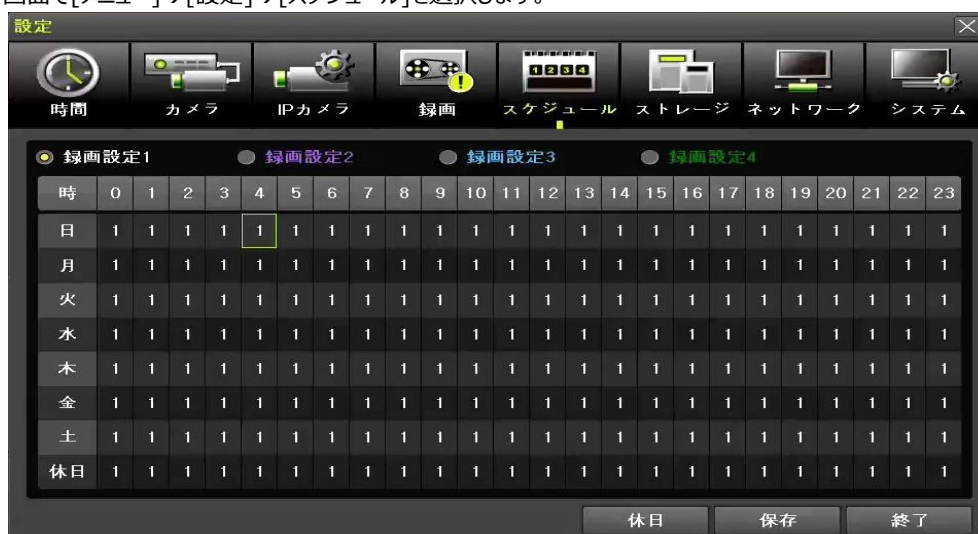 画面で[メニュー]→[設定]→[スケジュール]を選択します。
設定
時間 カメラ IPカメラ 録画 スケジュール ストレージ ネットワーク システム
1 2 3 4
録画設定1 録画設定2 録画設定3 録画設定4
時 0 1 2 3 4 5 6 7 8 9 10 11 12 13 14 15 16 17 18 19 20 21 22 23
日 1 1 1 1 1 1 1 1 1 1 1 1 1 1 1 1 1 1 1 1 1 1 1 1
月 1 1 1 1 1 1 1 1 1 1 1 1 1 1 1 1 1 1 1 1 1 1 1 1
火 1 1 1 1 1 1 1 1 1 1 1 1 1 1 1 1 1 1 1 1 1 1 1 1
水 1 1 1 1 1 1 1 1 1 1 1 1 1 1 1 1 1 1 1 1 1 1 1 1
木 1 1 1 1 1 1 1 1 1 1 1 1 1 1 1 1 1 1 1 1 1 1 1 1
金 1 1 1 1 1 1 1 1 1 1 1 1 1 1 1 1 1 1 1 1 1 1 1 1
土 1 1 1 1 1 1 1 1 1 1 1 1 1 1 1 1 1 1 1 1 1 1 1 1
休日 1 1 1 1 1 1 1 1 1 1 1 1 1 1 1 1 1 1 1 1 1 1 1 1
休日 保存 終了